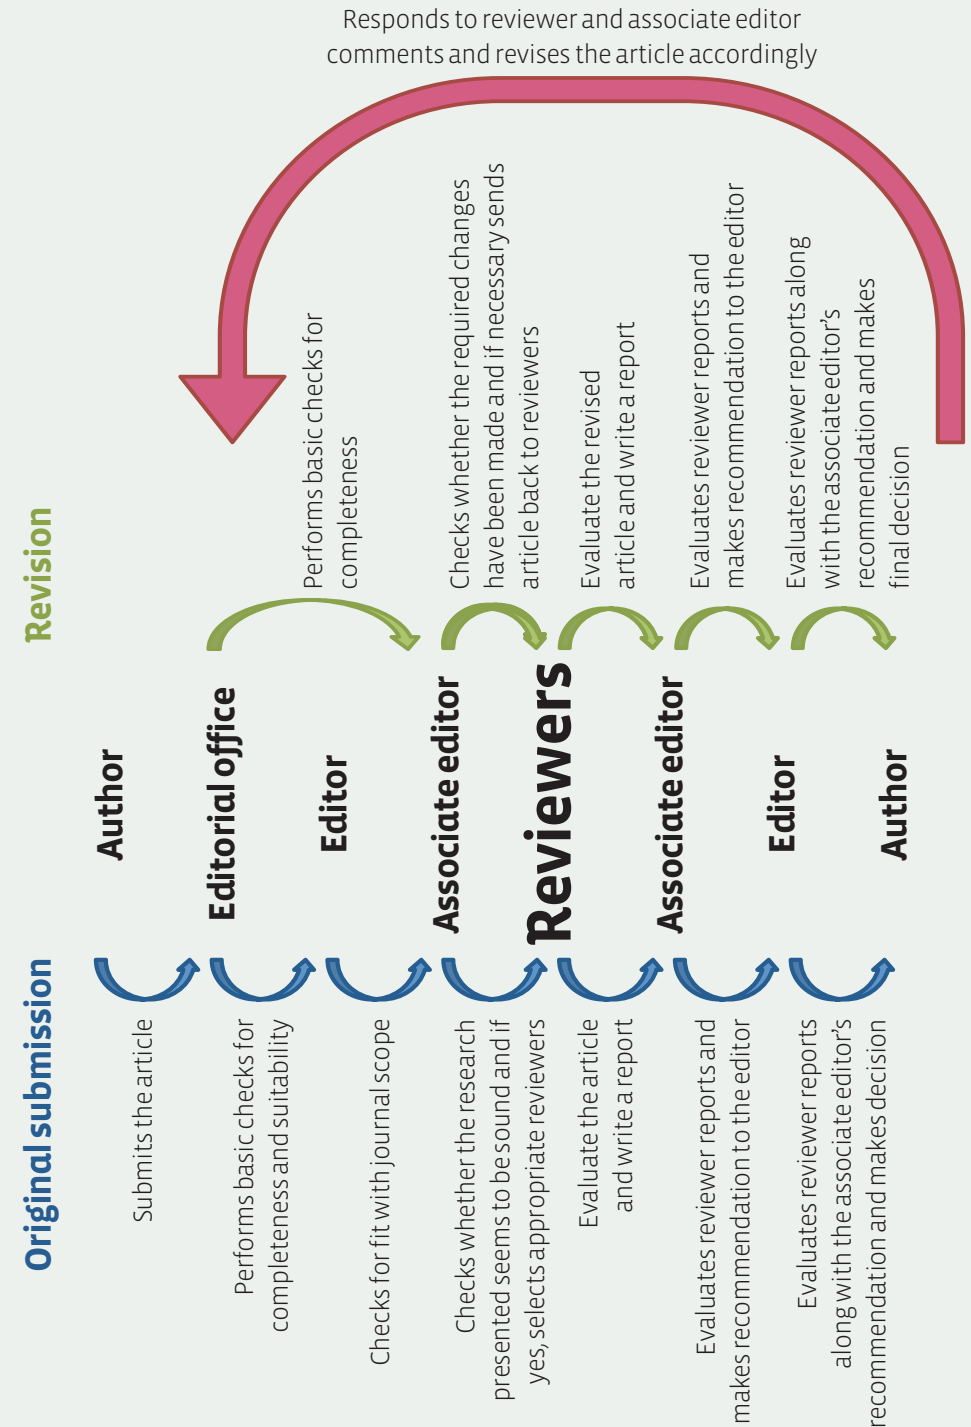 Responds to reviewer and associate editor
comments and revises the article accordingly
Original submission
Revision
Author
Submits the article
Editorial office
Performs basic checks for
completeness and suitability
Performs basic checks for
completeness
Editor
Checks for fit with journal scope
Associate editor
Checks whether the research
presented seems to be sound and if
yes, selects appropriate reviewers
Checks whether the required changes
have been made and if necessary sends
article back to reviewers
Reviewers
Evaluate the article
and write a report
Evaluate the revised
article and write a report
Associate editor
Evaluates reviewer reports and
makes recommendation to the editor
Evaluates reviewer reports and
makes recommendation to the editor
Editor
Evaluates reviewer reports
along with the associate editor’s
recommendation and makes decision
Evaluates reviewer reports along
with the associate editor’s
recommendation and makes
final decision
Author